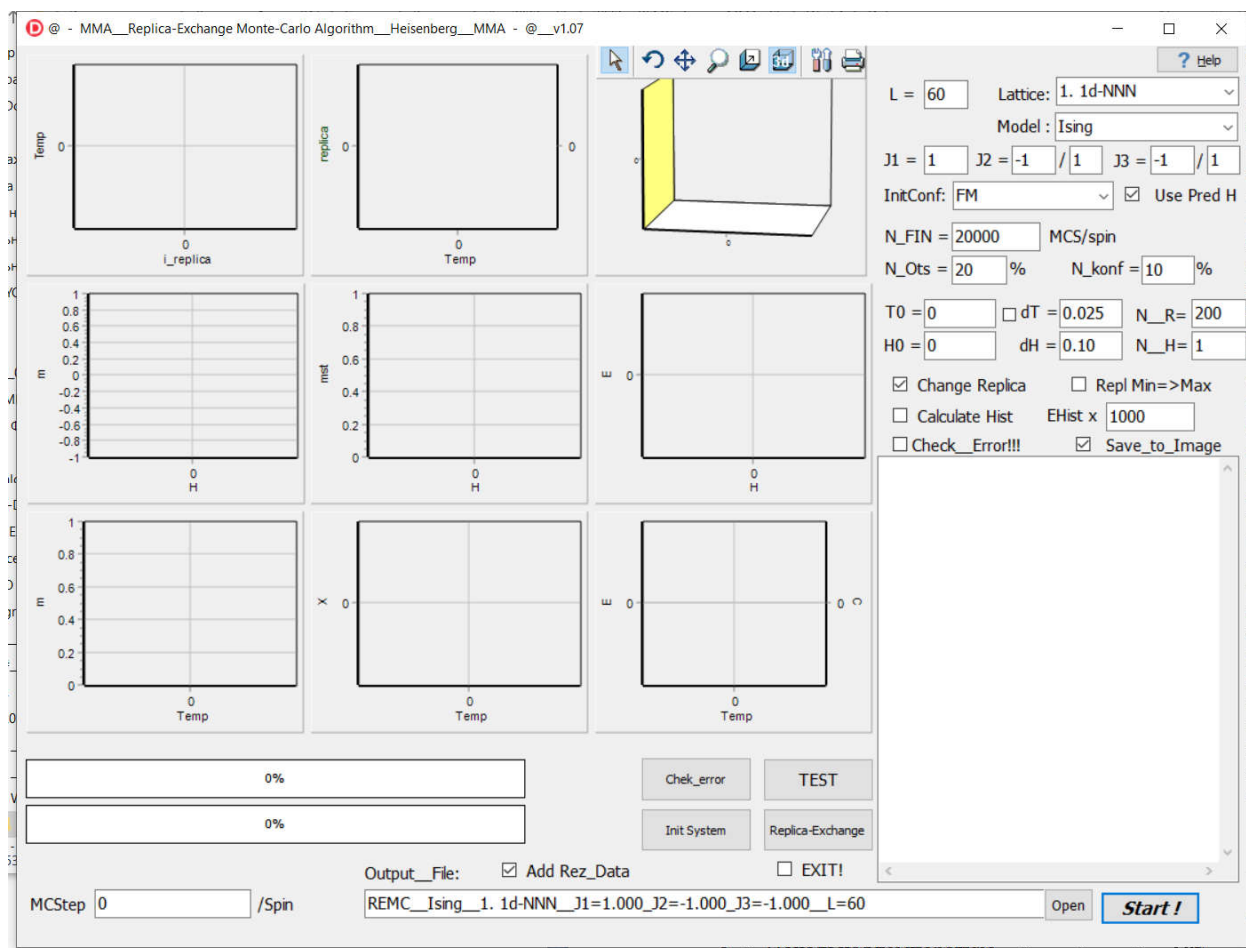 @ - MMA__Replica-Exchange Monte-Carlo Algorithm__Heisenberg__MMA - @__v1.07
? Help
L = 60 Lattice: 1. 1d-NNN
Model : Ising
J1 = 1 J2 = -1 / 1 J3 = -1 / 1
InitConf: FM Use Pred H
N_FIN = 20000 MCS/spin
N_Ots = 20 % N_konf = 10 %
T0 = 0 dT = 0.025 N__R= 200
H0 = 0 dH = 0.10 N__H= 1
Change Replica Repl Min=>Max
Calculate Hist EHist x 1000
Check__Error!!! Save_to_Image
Temp
0
0
i_replica
replica
0
0
0
Temp
3d
0
0
m
1
0.8
0.6
0.4
0.2
0
-0.2
-0.4
-0.6
-0.8
-1
0
H
mst
1
0.8
0.6
0.4
0.2
0
0
H
E
0
0
H
m
1
0.8
0.6
0.4
0.2
0
0
Temp
X
0
0
Temp
E
0
0
C
0
Temp
0%
0%
Chek_error TEST
Init System Replica-Exchange
Output__File: Add Rez_Data EXIT!
MCStep 0 /Spin REMC__Ising__1. 1d-NNN__J1=1.000_J2=-1.000_J3=-1.000__L=60 Open Start !